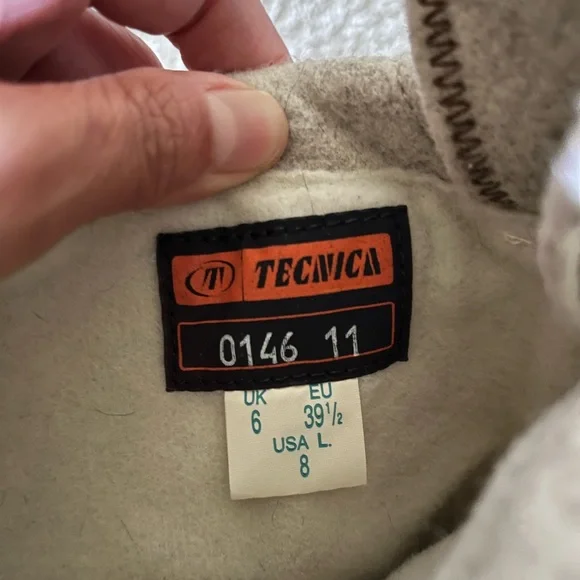 TECNICA
0146 11
UK EU
6 39½
USA L.
8